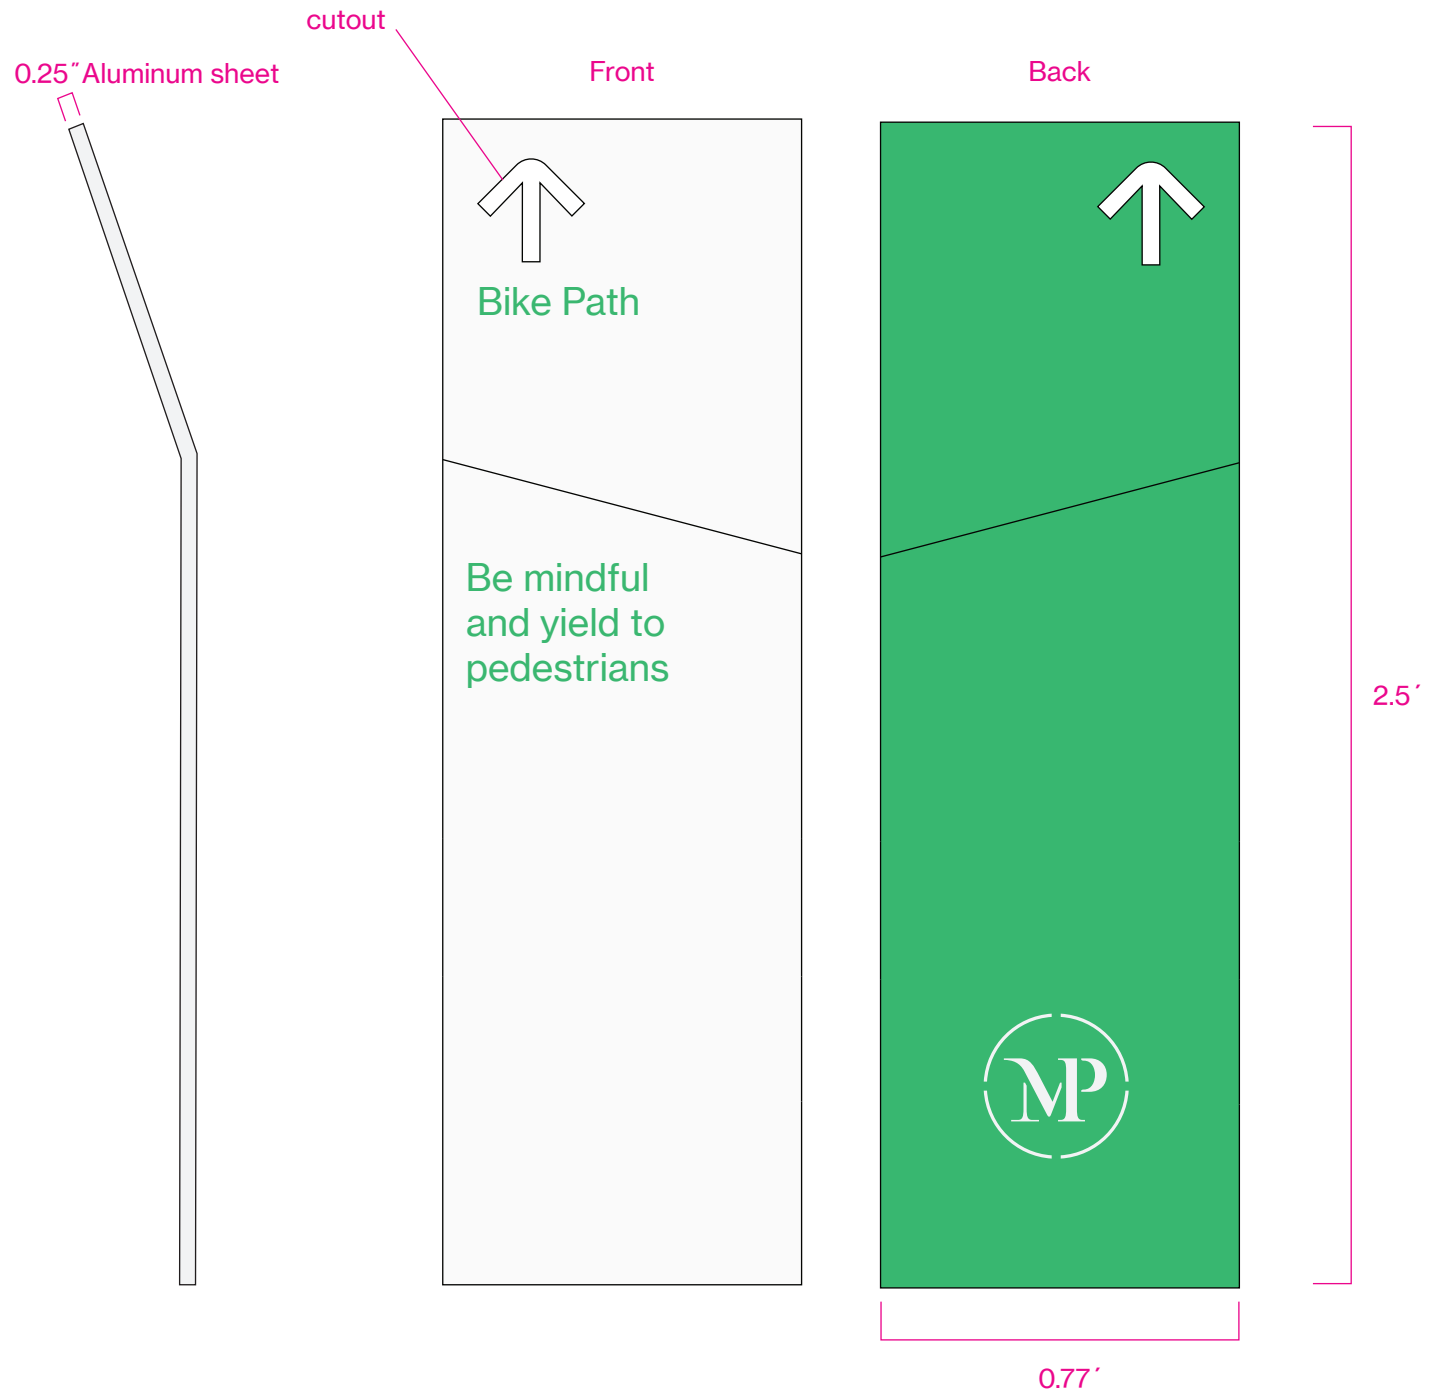 cutout
0.25˝ Aluminum sheet
Front
Back
Bike Path
Be mindful
and yield to
pedestrians
2.5´
MP
0.77´